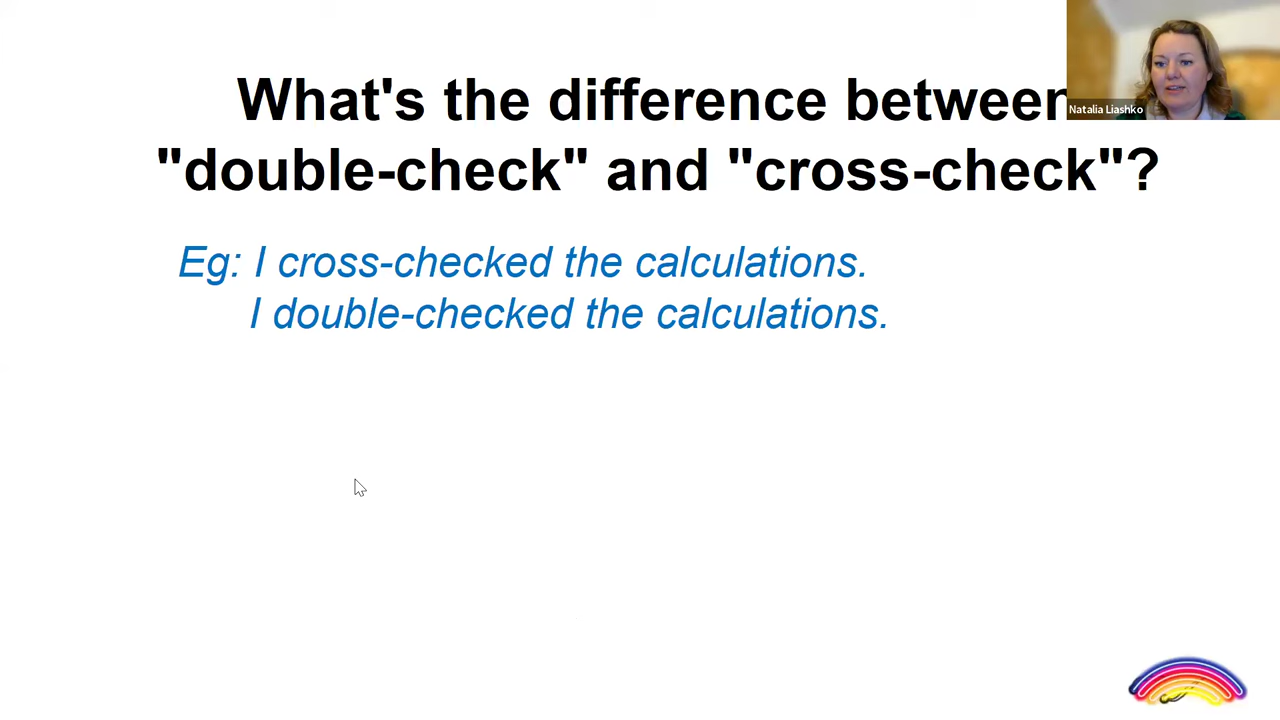 What's the difference between
"double-check" and "cross-check"?
Natalia Liashko
Eg: I cross-checked the calculations.
I double-checked the calculations.